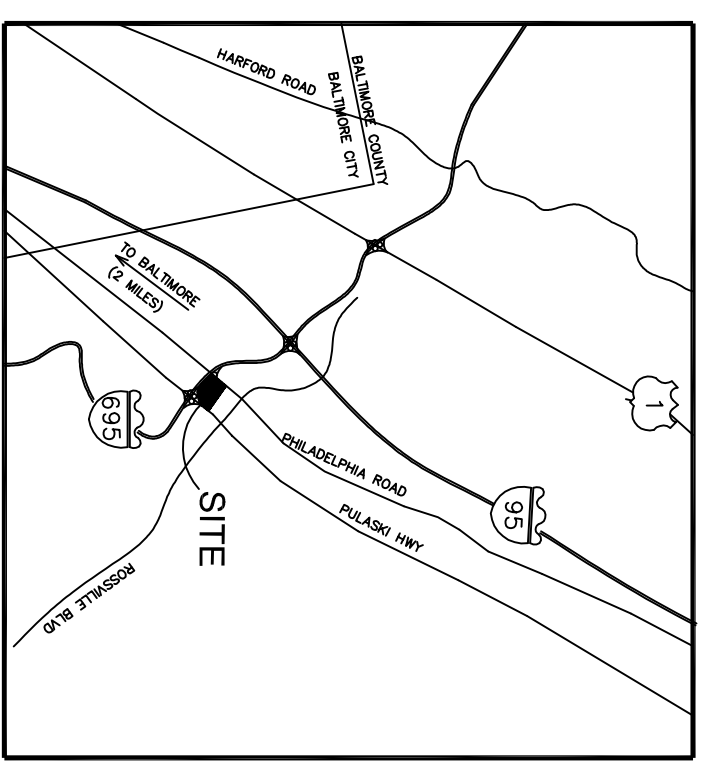 HARFORD ROAD
BALTIMORE COUNTY
BALTIMORE CITY
TO BALTIMORE
(2 MILES)
1
695
95
PHILADELPHIA ROAD
PULASKI HWY
SITE
ROSSVILLE BLVD